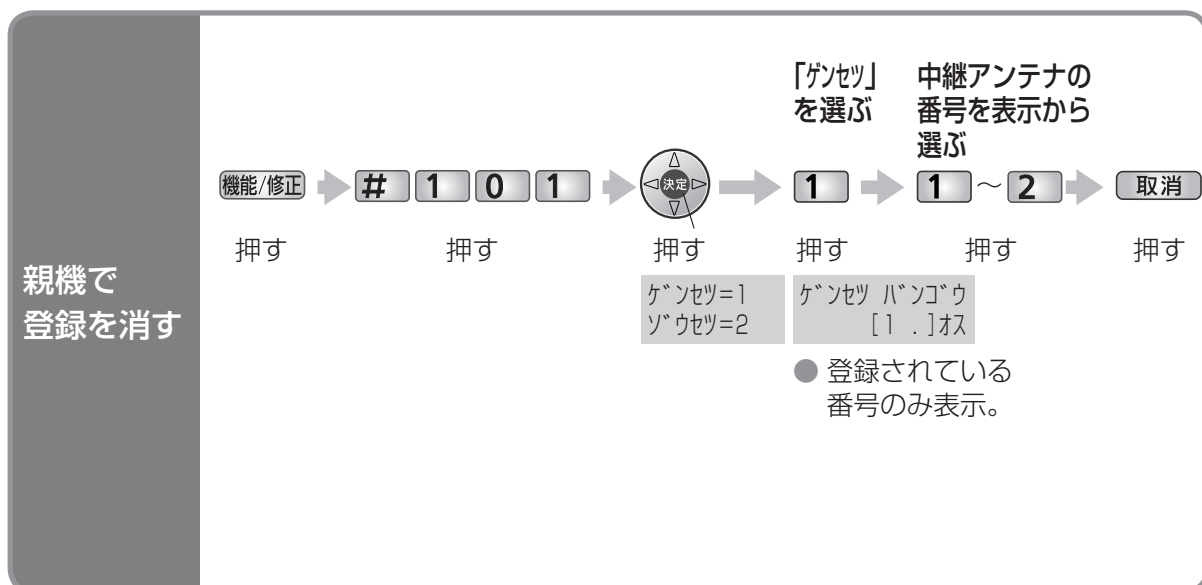 親機で
登録を消す
「ｹﾞﾝｾﾂ」
を選ぶ
中継アンテナの
番号を表示から
選ぶ
機能/修正 # 1 0 1 決定 1 1 ～ 2 取消
押す 押す 押す 押す 押す 押す
ｹﾞﾝｾﾂ=1
ｿﾞｳｾﾂ=2
ｹﾞﾝｾﾂ ﾊﾞﾝｺﾞｳ
[1 .]ｵｽ
● 登録されている
番号のみ表示。